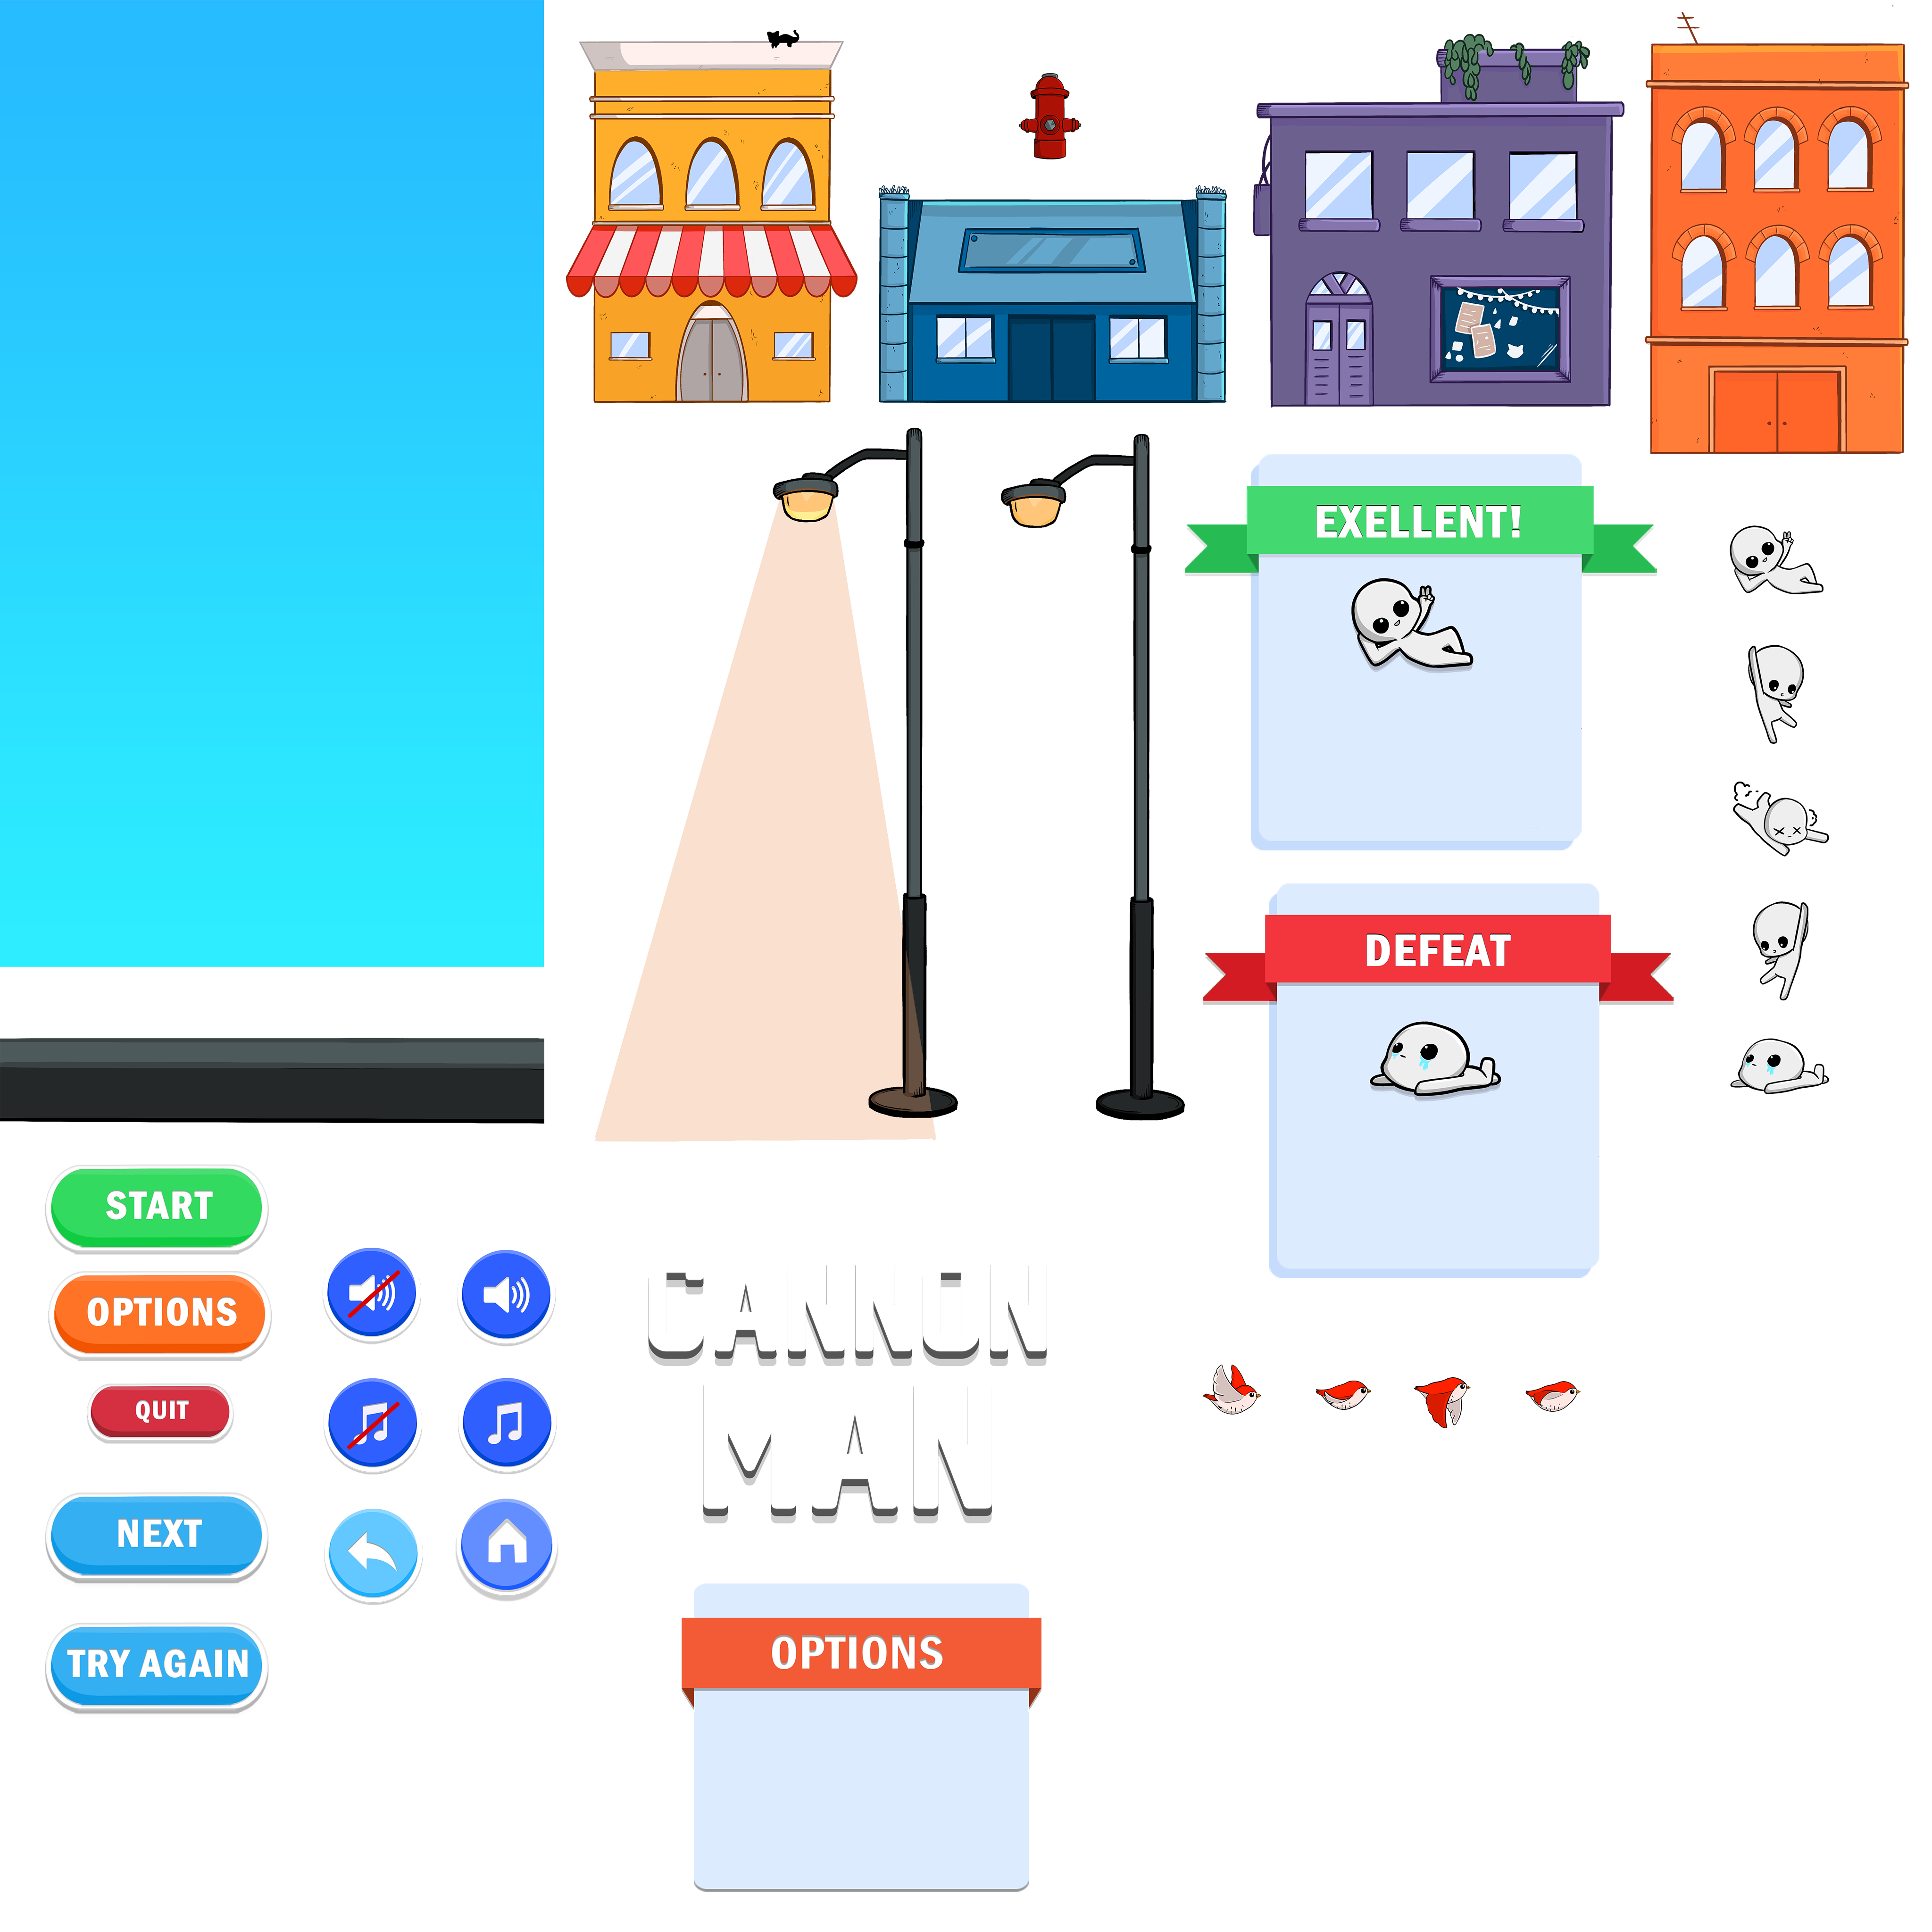 EXELLENT!
DEFEAT
START
OPTIONS
QUIT
NEXT
TRY AGAIN
CANNON
MAN
OPTIONS